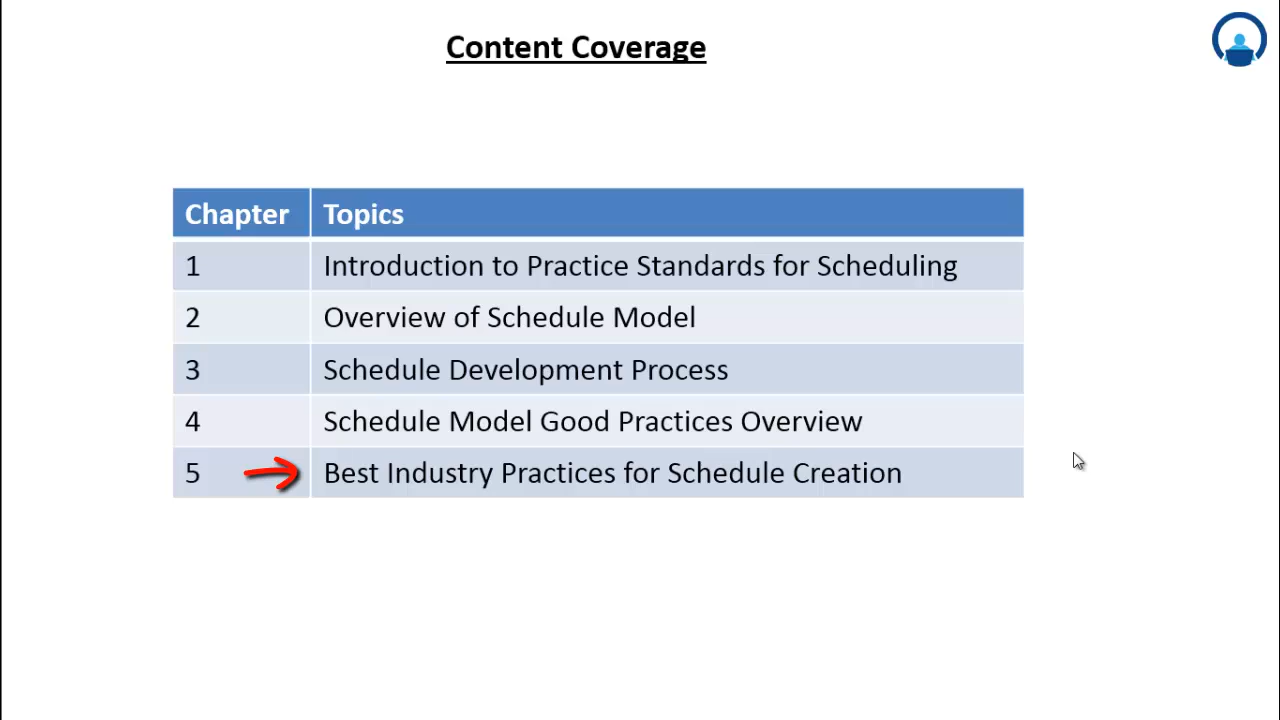 Content Coverage
Chapter Topics
1 Introduction to Practice Standards for Scheduling
2 Overview of Schedule Model
3 Schedule Development Process
4 Schedule Model Good Practices Overview
5 Best Industry Practices for Schedule Creation